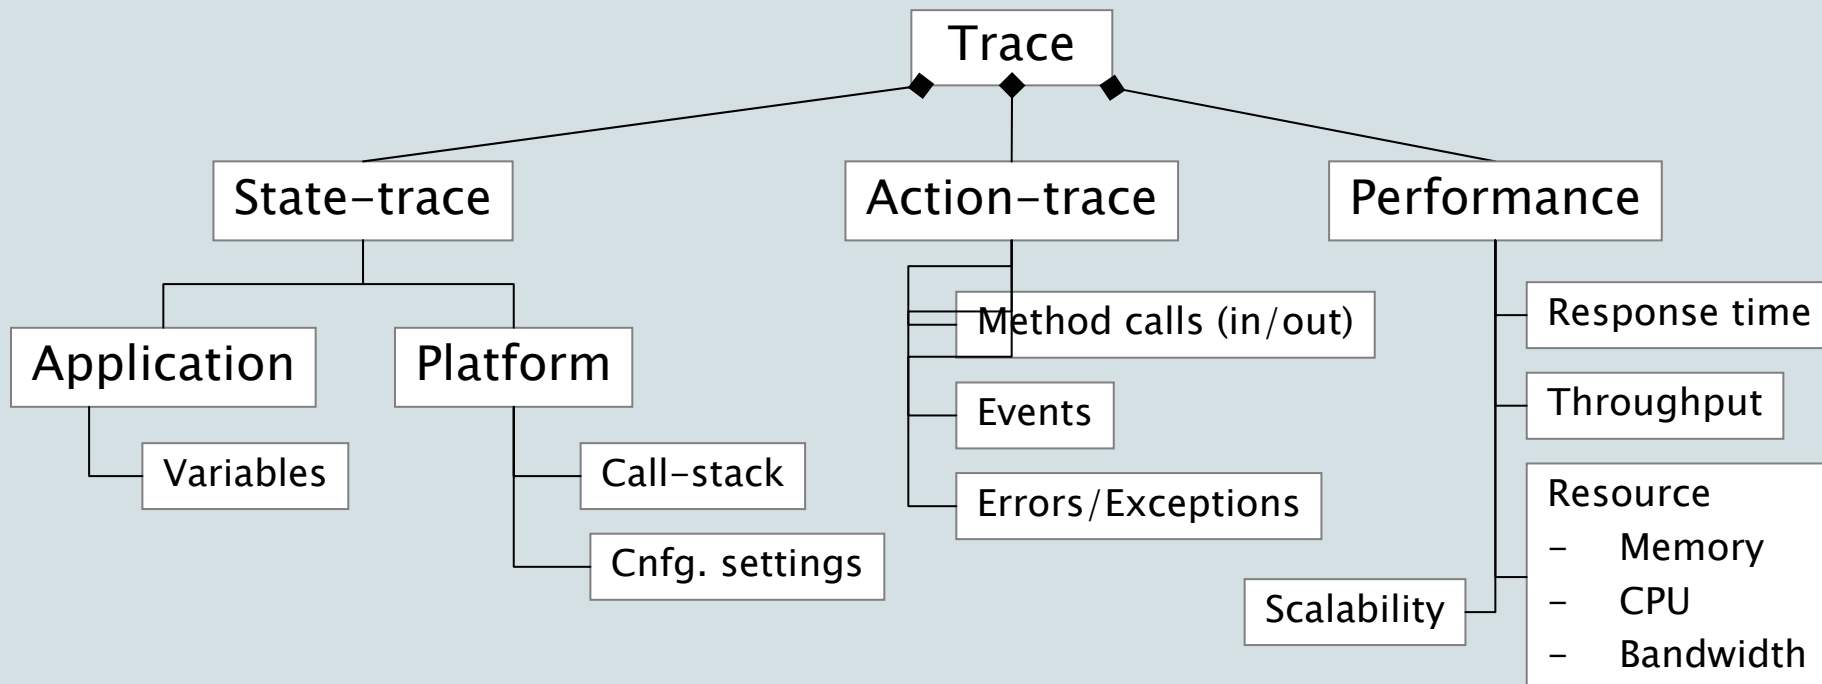 Trace
State-trace
Action-trace
Performance
Application
Platform
Variables
Call-stack
Cnfg. settings
Method calls (in/out)
Events
Errors/Exceptions
Response time
Throughput
Resource
- Memory
- CPU
- Bandwidth
Scalability